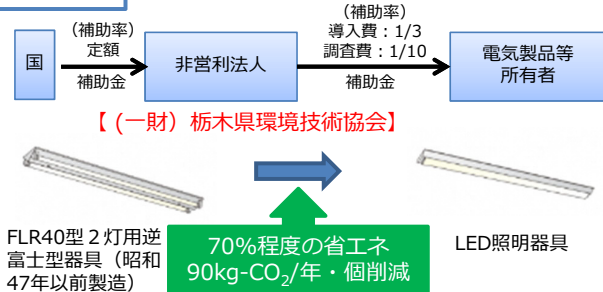 （補助率）
定額
補助金
国
非営利法人
（補助率）
導入費：1/3
調査費：1/10
補助金
電気製品等
所有者
【 (一財）栃木県環境技術協会】
FLR40型２灯用逆
富士型器具（昭和
47年以前製造）
70%程度の省エネ
90kg-CO₂/年・個削減
LED照明器具